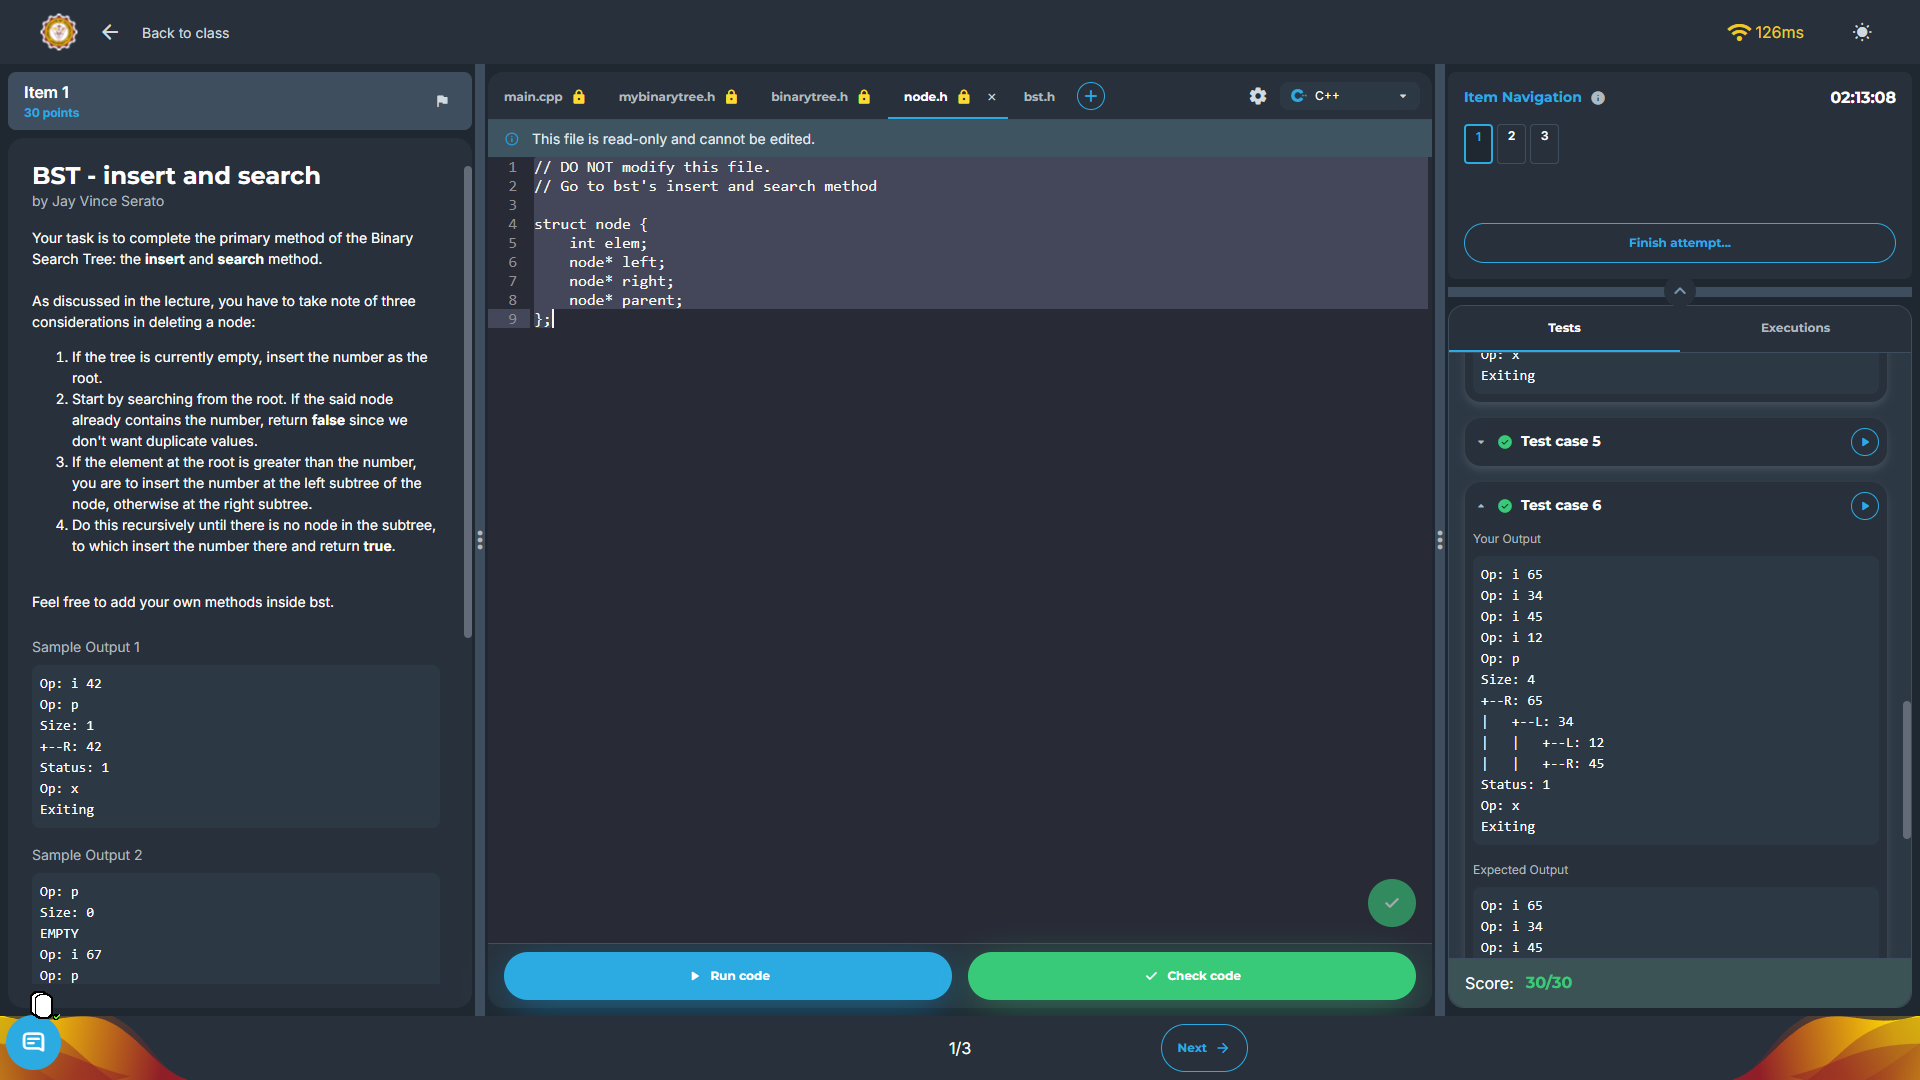 Back to class
126ms
Item 1
30 points
BST - insert and search
by Jay Vince Serato
Your task is to complete the primary method of the Binary
Search Tree: the insert and search method.
As discussed in the lecture, you have to take note of three
considerations in deleting a node:
1. If the tree is currently empty, insert the number as the
root.
2. Start by searching from the root. If the said node
already contains the number, return false since we
don't want duplicate values.
3. If the element at the root is greater than the number,
you are to insert the number at the left subtree of the
node, otherwise at the right subtree.
4. Do this recursively until there is no node in the subtree,
to which insert the number there and return true.
Feel free to add your own methods inside bst.
Sample Output 1
Op: i 42
Op: p
Size: 1
+--R: 42
Status: 1
Op: x
Exiting
Sample Output 2
Op: p
Size: 0
EMPTY
Op: i 67
Op: p
main.cpp
mybinarytree.h
binarytree.h
node.h
bst.h
C++
This file is read-only and cannot be edited.
1 // DO NOT modify this file.
2 // Go to bst's insert and search method
3
4 struct node {
5 int elem;
6 node* left;
7 node* right;
8 node* parent;
9 };
Run code
Check code
Item Navigation
02:13:08
1 2 3
Finish attempt...
Tests
Executions
Op: x
Exiting
Test case 5
Test case 6
Your Output
Op: i 65
Op: i 34
Op: i 45
Op: i 12
Op: p
Size: 4
+--R: 65
|   +--L: 34
|   |   +--L: 12
|   |   +--R: 45
Status: 1
Op: x
Exiting
Expected Output
Op: i 65
Op: i 34
Op: i 45
Score: 30/30
1/3
Next